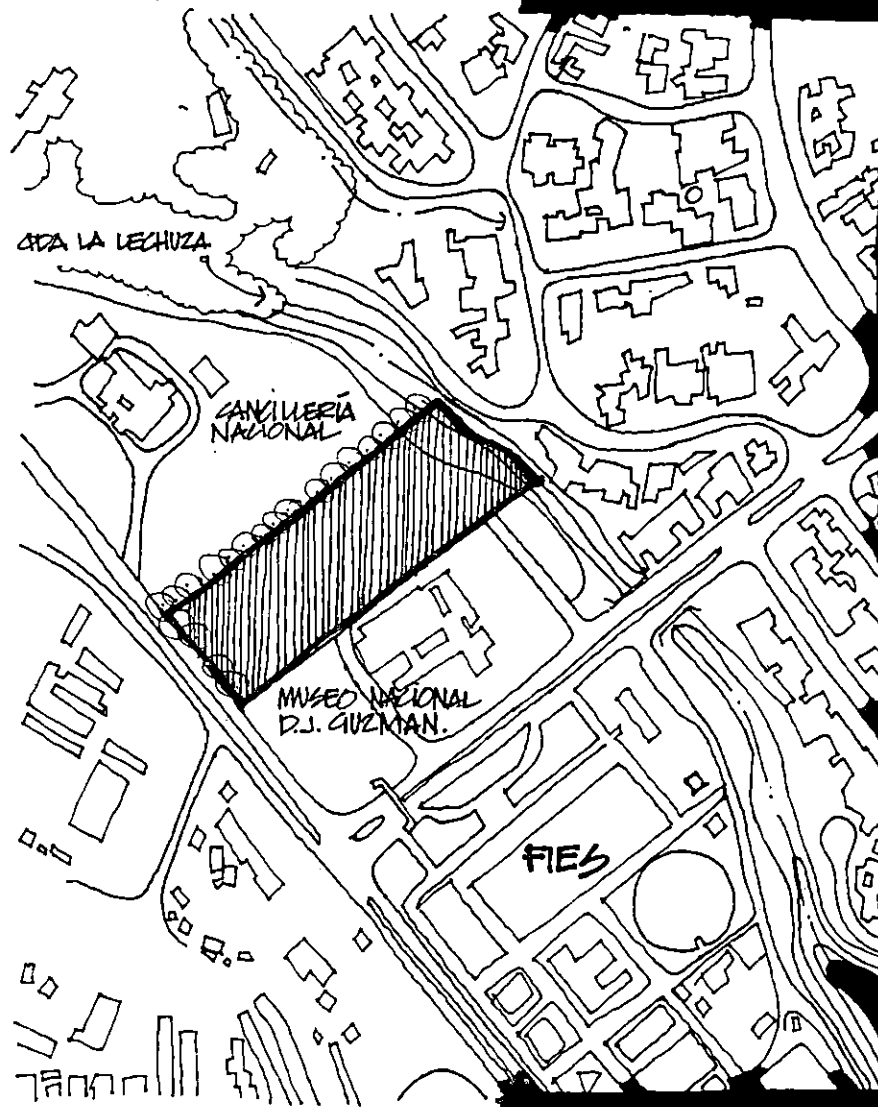 QDA LA LECHUZA
CANCILLERÍA
NACIONAL
MUSEO NACIONAL
D.J. GUZMAN.
FIES